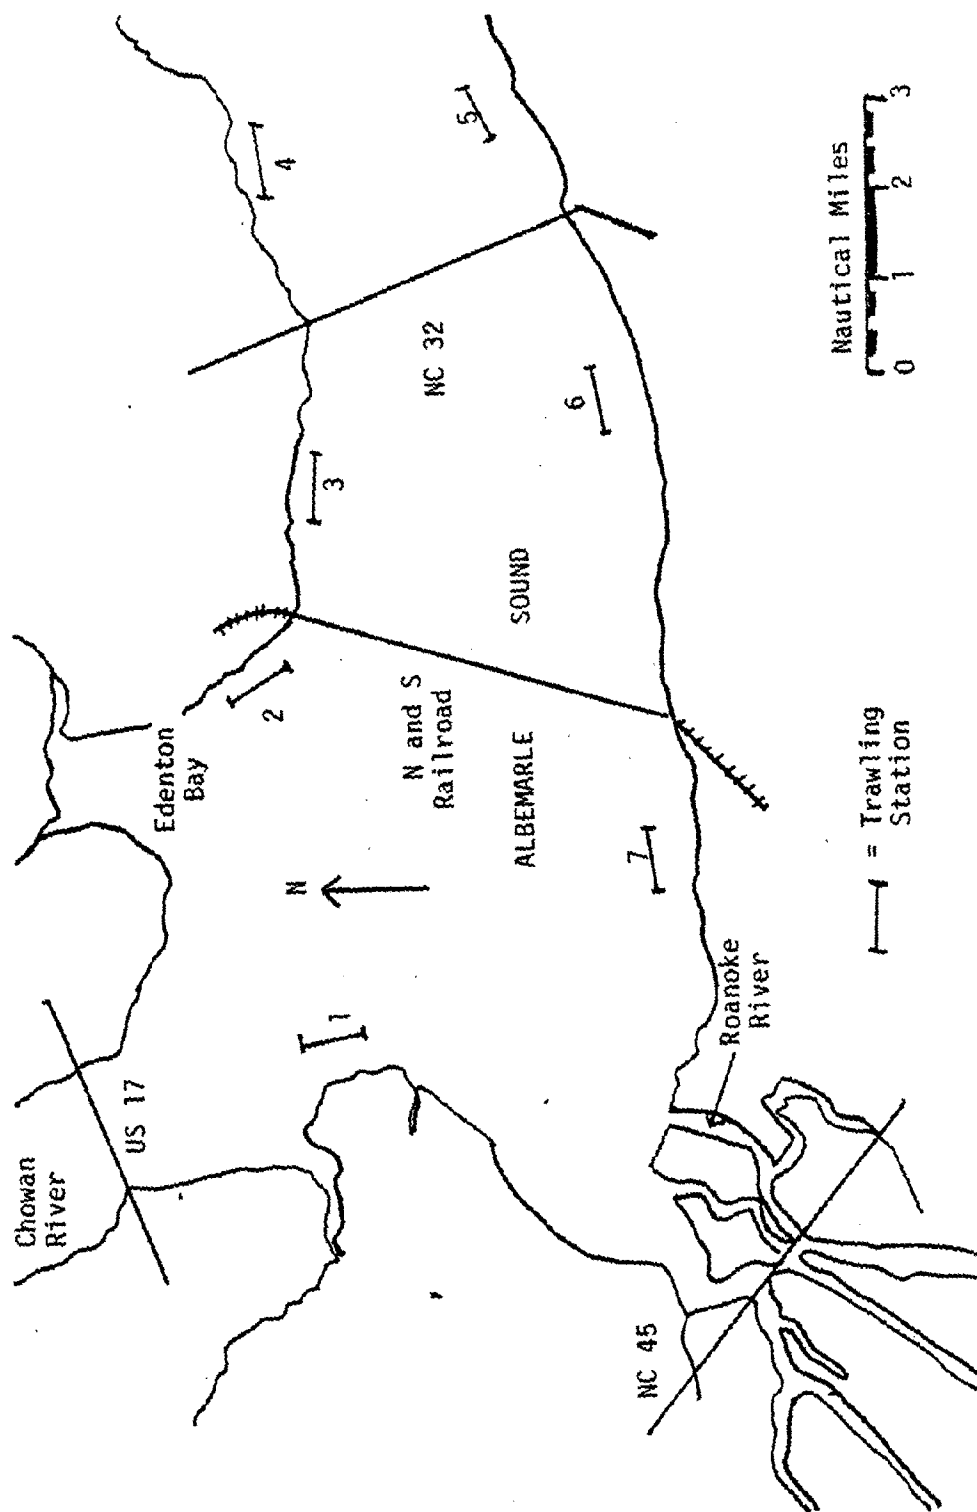 Chowan
River
US 17
Edenton
Bay
N
N and S
Railroad
ALBEMARLE
SOUND
NC 32
NC 45
Roanoke
River
1
2
3
4
5
6
7
= Trawling
Station
Nautical Miles
0 1 2 3